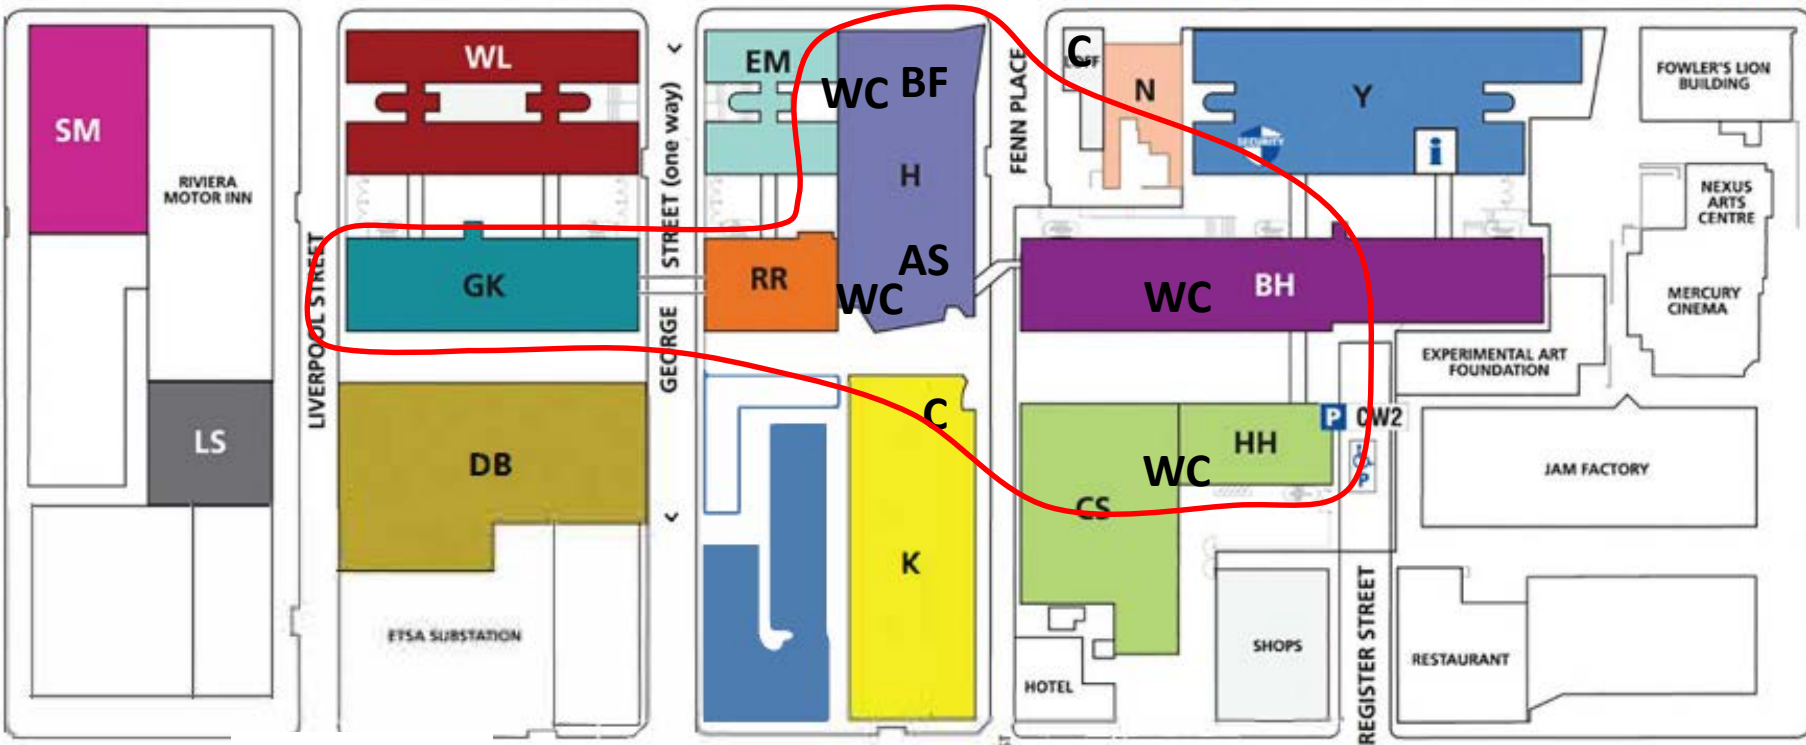 SM
RIVIERA
MOTOR INN
LS
LIVERPOOL STREET
WL
GK
DB
ETSA SUBSTATION
<
GEORGE STREET (one way)
<
EM
WC
BF
H
AS
RR
WC
C
K
FENN PLACE
C
N
Y
SECURITY
i
WC
BH
HH
WC
CS
P
CW2
P
HOTEL
SHOPS
REGISTER STREET
FOWLER'S LION
BUILDING
NEXUS
ARTS
CENTRE
MERCURY
CINEMA
EXPERIMENTAL ART
FOUNDATION
JAM FACTORY
RESTAURANT
ST